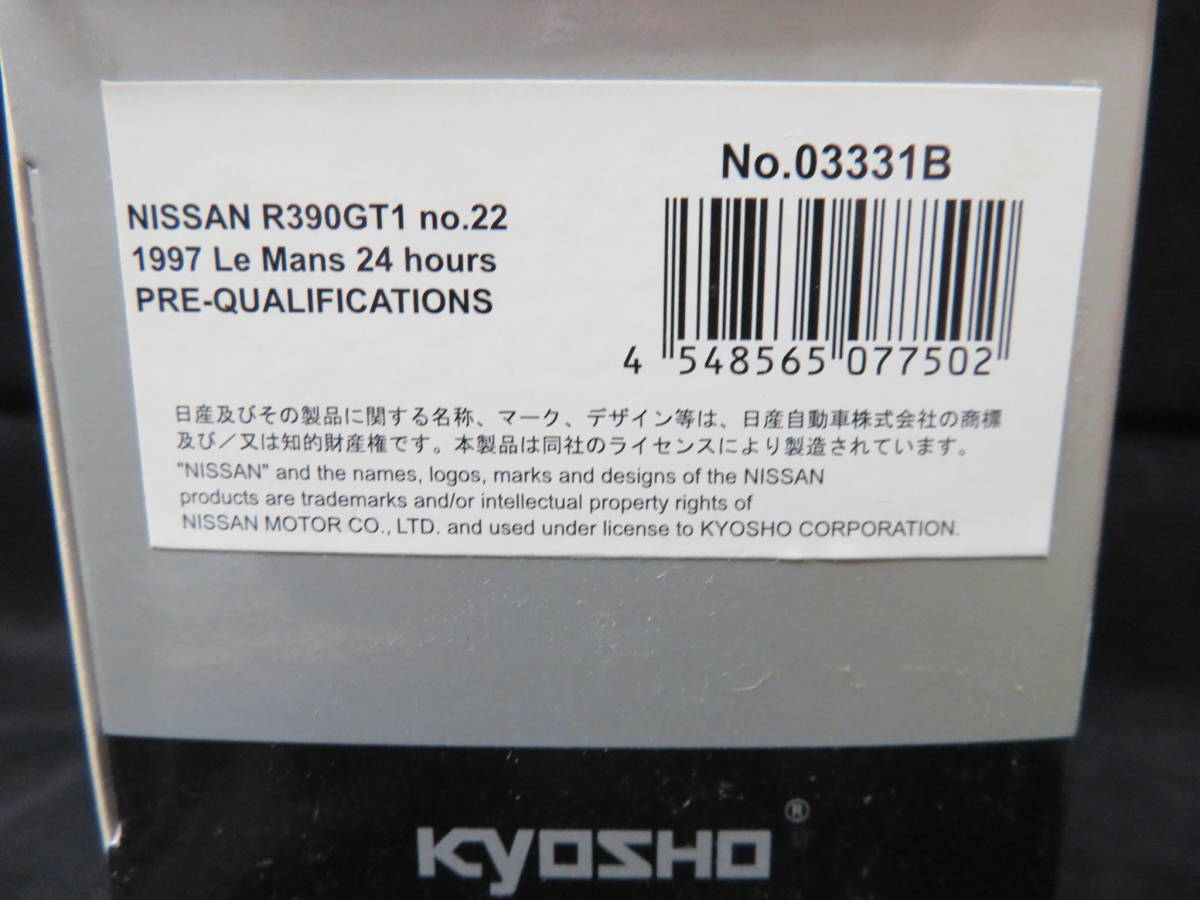 No.03331B
NISSAN R390GT1 no.22
1997 Le Mans 24 hours
PRE-QUALIFICATIONS
4 548565 077502
日産及びその製品に関する名称、マーク、デザイン等は、日産自動車株式会社の商標
及び/又は知的財産権です。本製品は同社のライセンスにより製造されています。
"NISSAN" and the names, logos, marks and designs of the NISSAN
products are trademarks and/or intellectual property rights of
NISSAN MOTOR CO., LTD. and used under license to KYOSHO CORPORATION.
KYOSHO®